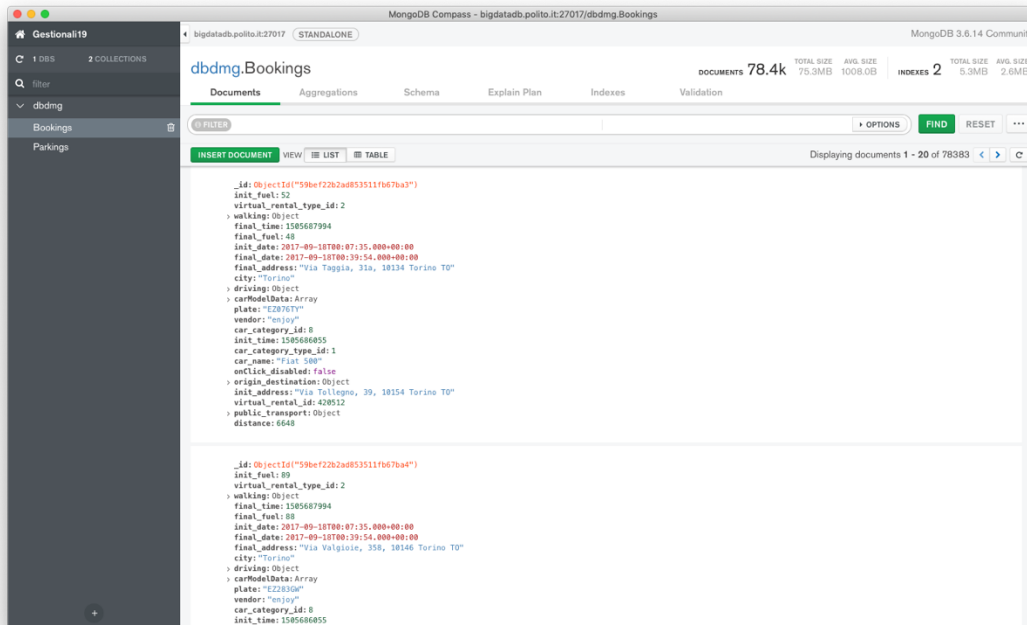 MongoDB Compass - bigdatadb.polito.it:27017/dbdmg.Bookings
Gestionali19
bigdatadb.polito.it:27017 STANDALONE
MongoDB 3.6.14 Communit
1 DBS 2 COLLECTIONS
filter
dbdmg
Bookings
Parkings
dbdmg.Bookings
DOCUMENTS 78.4k TOTAL SIZE 75.3MB AVG. SIZE 1008.0B INDEXES 2 TOTAL SIZE 5.3MB AVG. SIZE 2.6MB
Documents Aggregations Schema Explain Plan Indexes Validation
FILTER OPTIONS FIND RESET ...
INSERT DOCUMENT VIEW LIST TABLE Displaying documents 1 - 20 of 78383 < > C
_id: ObjectId("59bef22b2ad853511fb67ba3")
init_fuel: 52
virtual_rental_type_id: 2
> walking: Object
final_time: 1505687994
final_fuel: 48
init_date: 2017-09-18T00:07:35.000+00:00
final_date: 2017-09-18T00:39:54.000+00:00
final_address: "Via Taggia, 31a, 10134 Torino TO"
city: "Torino"
> driving: Object
> carModelData: Array
plate: "EZ076TY"
vendor: "enjoy"
car_category_id: 8
init_time: 1505686055
car_category_type_id: 1
car_name: "Fiat 500"
onClick_disabled: false
> origin_destination: Object
init_address: "Via Tollegno, 39, 10154 Torino TO"
virtual_rental_id: 420512
> public_transport: Object
distance: 6648
_id: ObjectId("59bef22b2ad853511fb67ba4")
init_fuel: 89
virtual_rental_type_id: 2
> walking: Object
final_time: 1505687994
final_fuel: 88
init_date: 2017-09-18T00:07:35.000+00:00
final_date: 2017-09-18T00:39:54.000+00:00
final_address: "Via Valgioie, 358, 10146 Torino TO"
city: "Torino"
> driving: Object
> carModelData: Array
plate: "EZ283GW"
vendor: "enjoy"
car_category_id: 8
init_time: 1505686055